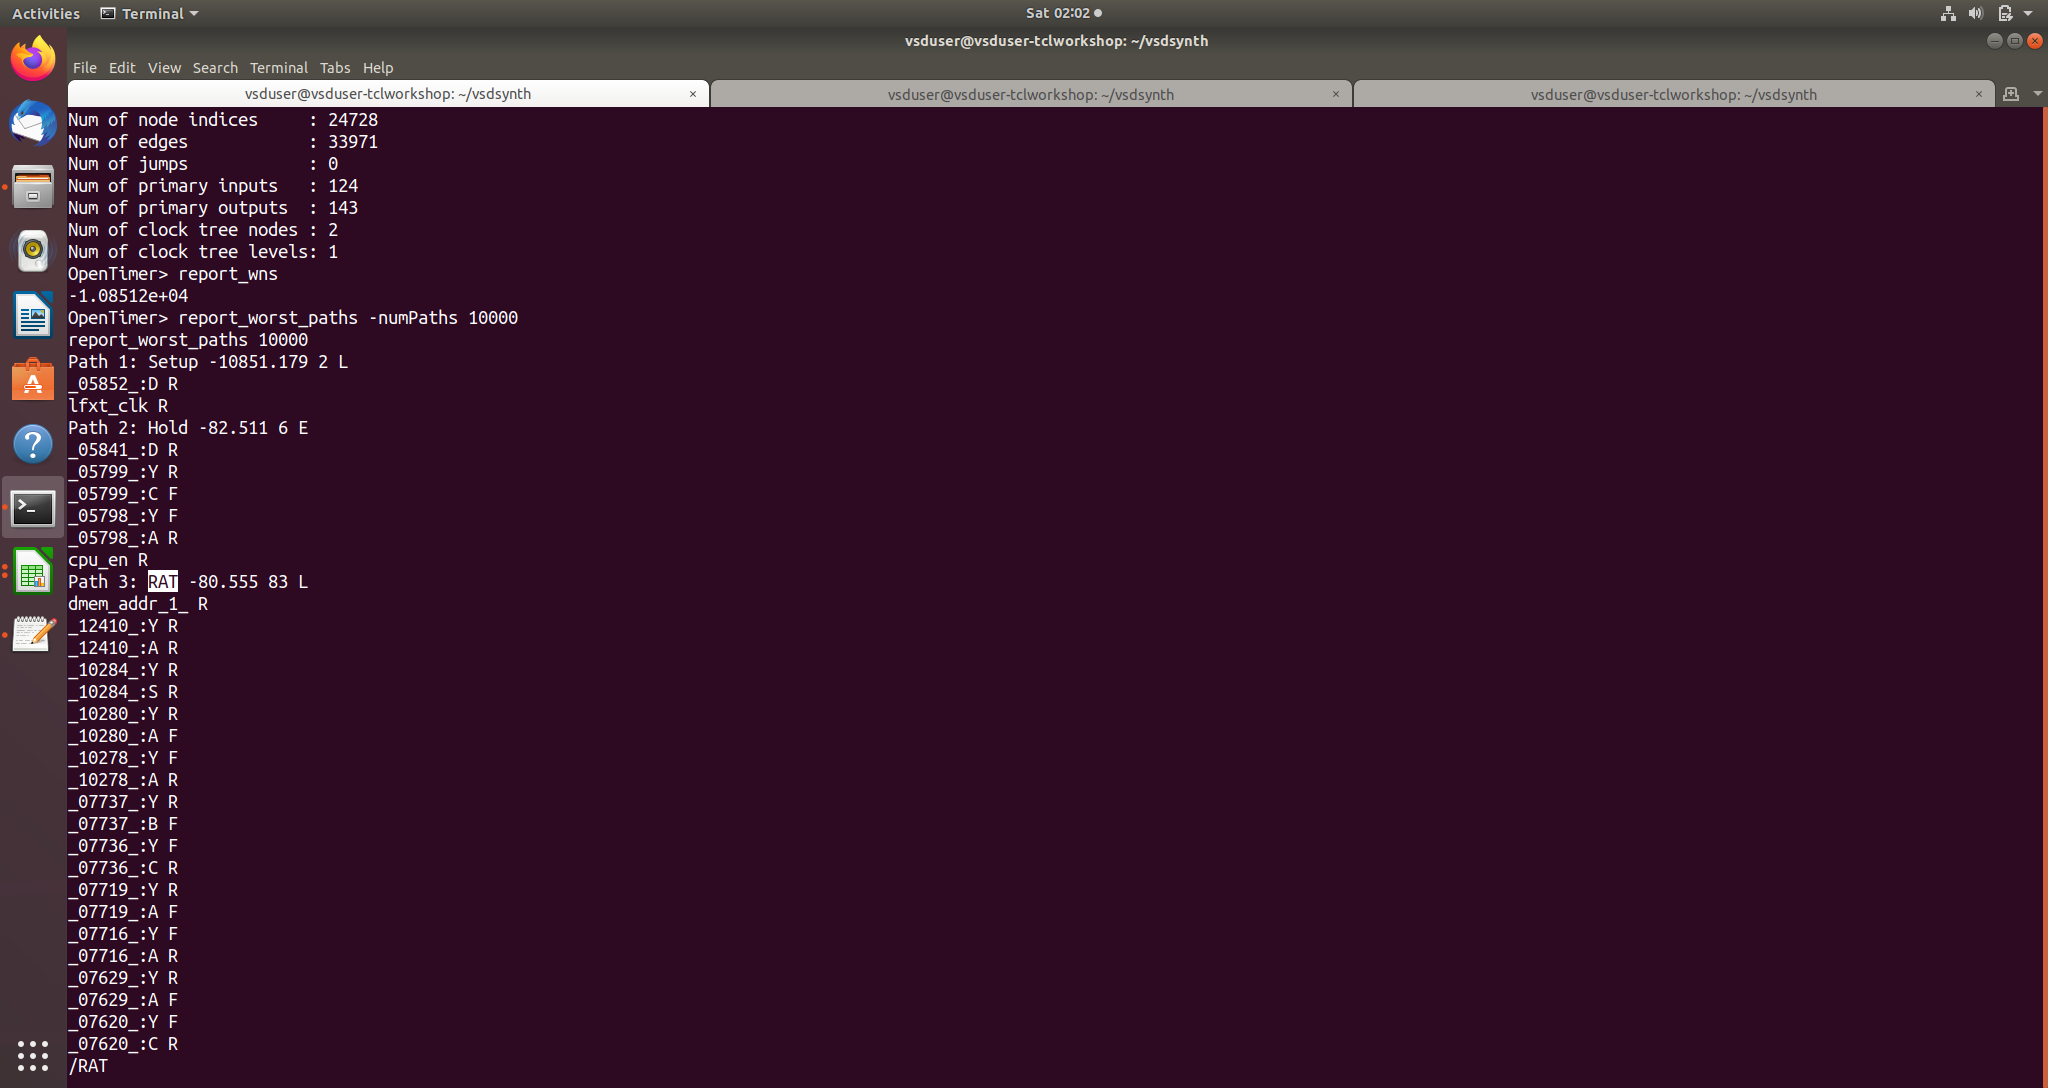 Activities Terminal Sat 02:02
vsduser@vsduser-tclworkshop: ~/vsdsynth
File Edit View Search Terminal Tabs Help
vsduser@vsduser-tclworkshop: ~/vsdsynth × vsduser@vsduser-tclworkshop: ~/vsdsynth × vsduser@vsduser-tclworkshop: ~/vsdsynth ×
Num of node indices     : 24728
Num of edges            : 33971
Num of jumps            : 0
Num of primary inputs   : 124
Num of primary outputs  : 143
Num of clock tree nodes : 2
Num of clock tree levels: 1
OpenTimer> report_wns
-1.08512e+04
OpenTimer> report_worst_paths -numPaths 10000
report_worst_paths 10000
Path 1: Setup -10851.179 2 L
_05852_:D R
lfxt_clk R
Path 2: Hold -82.511 6 E
_05841_:D R
_05799_:Y R
_05799_:C F
_05798_:Y F
_05798_:A R
cpu_en R
Path 3: RAT -80.555 83 L
dmem_addr_1_ R
_12410_:Y R
_12410_:A R
_10284_:Y R
_10284_:S R
_10280_:Y R
_10280_:A F
_10278_:Y F
_10278_:A R
_07737_:Y R
_07737_:B F
_07736_:Y F
_07736_:C R
_07719_:Y R
_07719_:A F
_07716_:Y F
_07716_:A R
_07629_:Y R
_07629_:A F
_07620_:Y F
_07620_:C R
/RAT